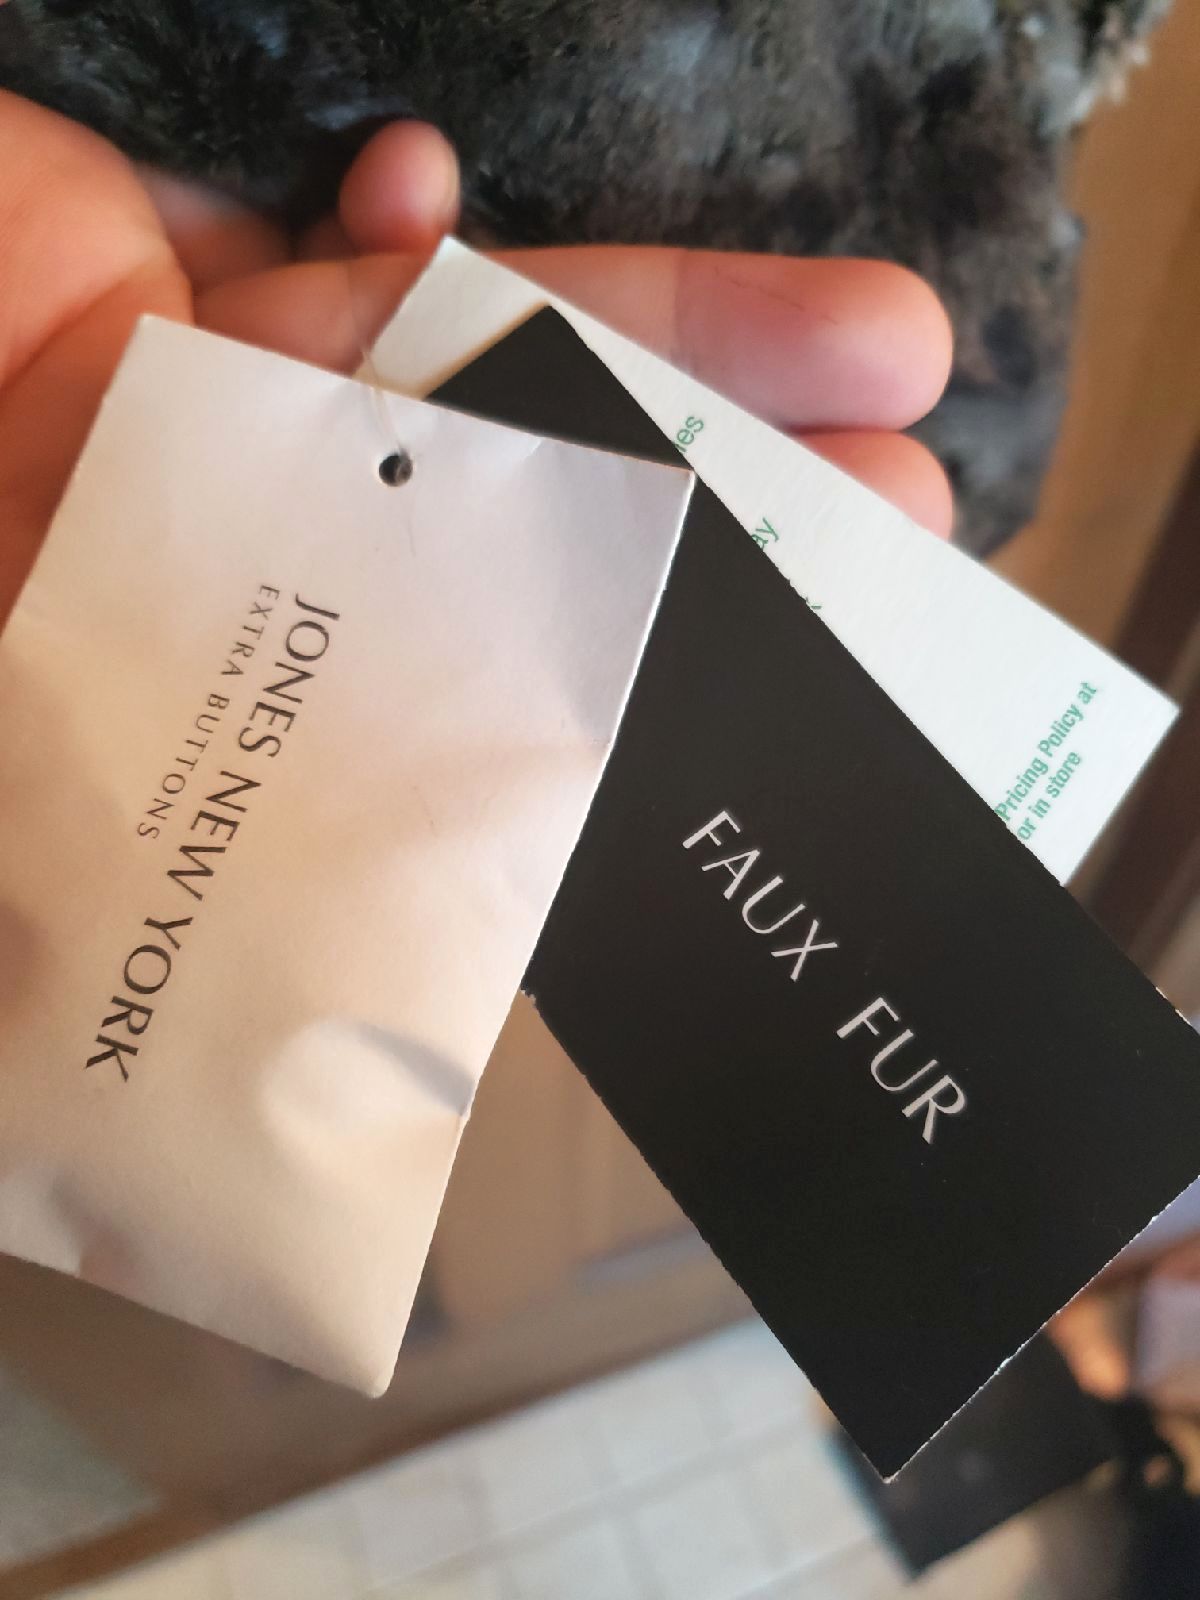 JONES NEW YORK
EXTRA BUTTONS
FAUX FUR
Pricing Policy at
or in store